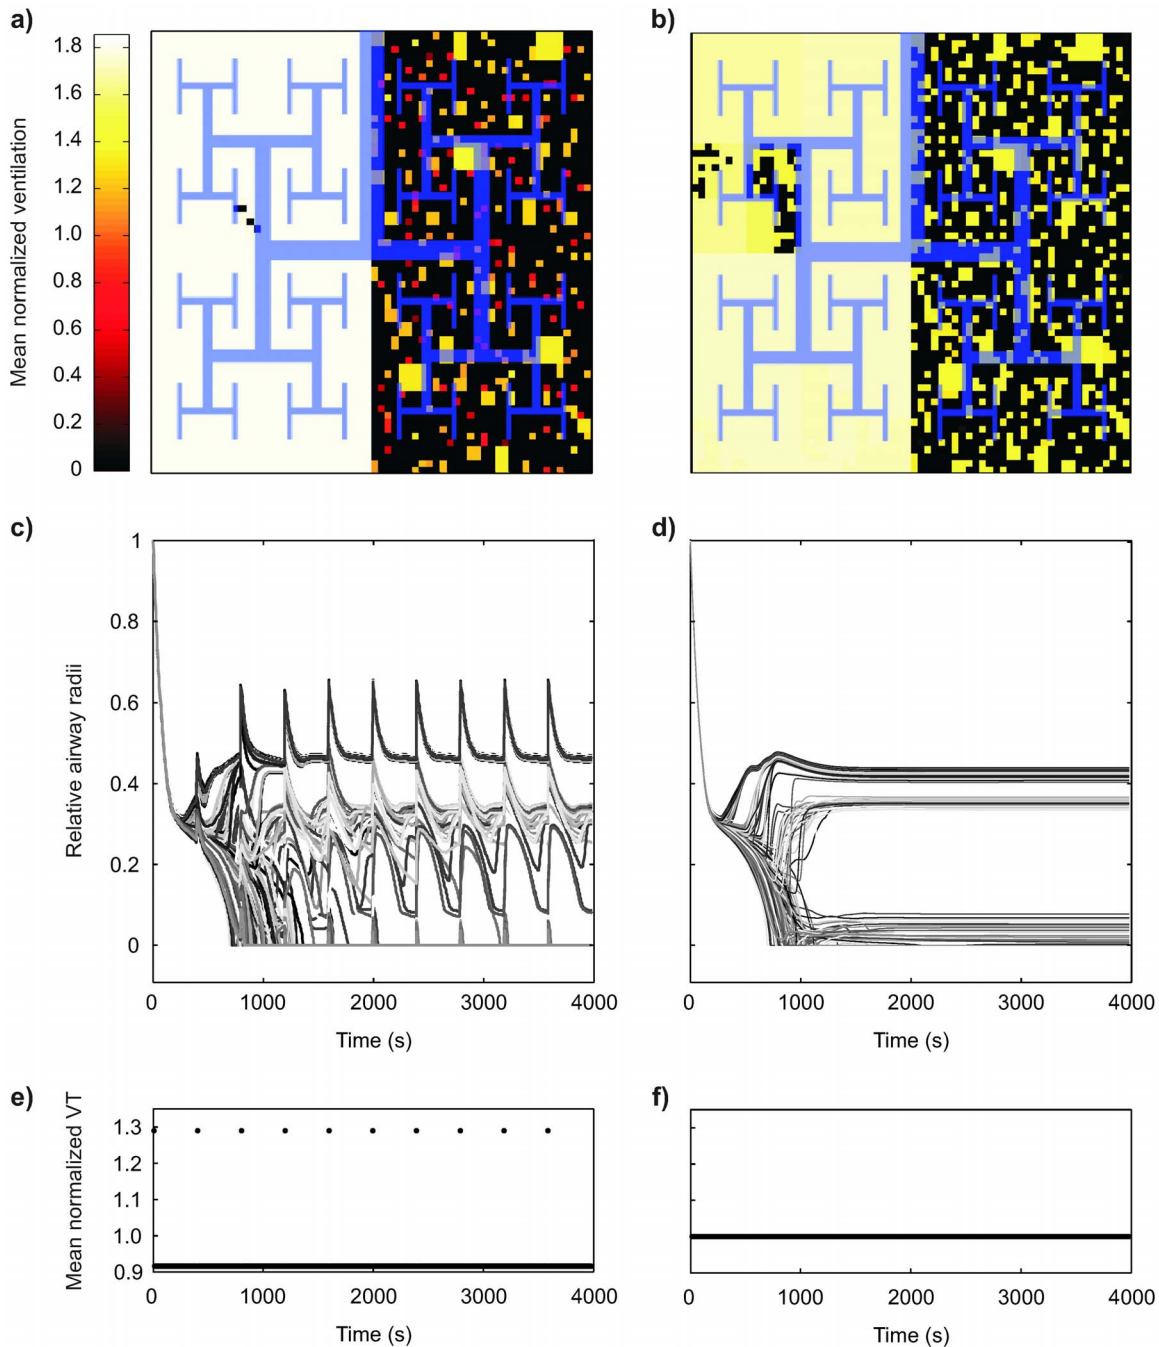 a)
b)
Mean normalized ventilation
1.8
1.6
1.4
1.2
1.0
0.8
0.6
0.4
0.2
0
c)
d)
Relative airway radii
1
0.8
0.6
0.4
0.2
0
0 1000 2000 3000 4000
0 1000 2000 3000 4000
Time (s)
Time (s)
e)
f)
Mean normalized VT
1.3
1.2
1.1
1.0
0.9
0 1000 2000 3000 4000
0 1000 2000 3000 4000
Time (s)
Time (s)